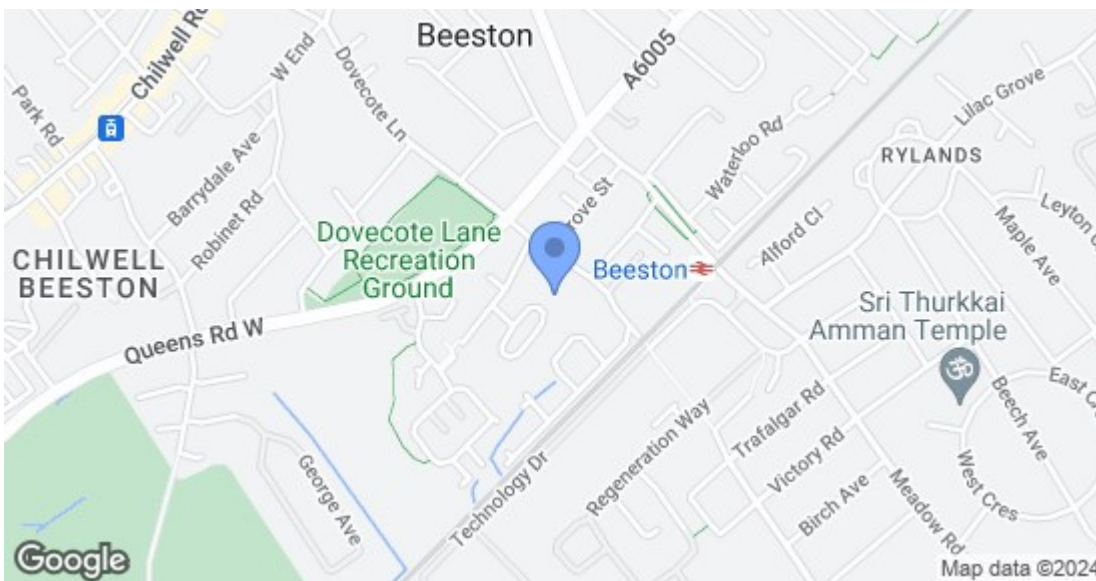 Chilwell Rd
Park Rd
W End
Dovecote Ln
Beeston
A6005
Lilac Grove
RYLANDS
Waterloo Rd
Barrydale Ave
Robinet Rd
Leyton
Maple Ave
Allford Cl
CHILWELL
BEESTON
Dovecote Lane
Recreation
Ground
Beeston
Queens Rd W
Sri Thurkkai
Amman Temple
ॐ
East
Beech Ave
West Cres
Trafalgar Rd
Regeneration Way
Victory Rd
Birch Ave
Meadow Rd
George Ave
Technology Dr
Google
Map data ©2024